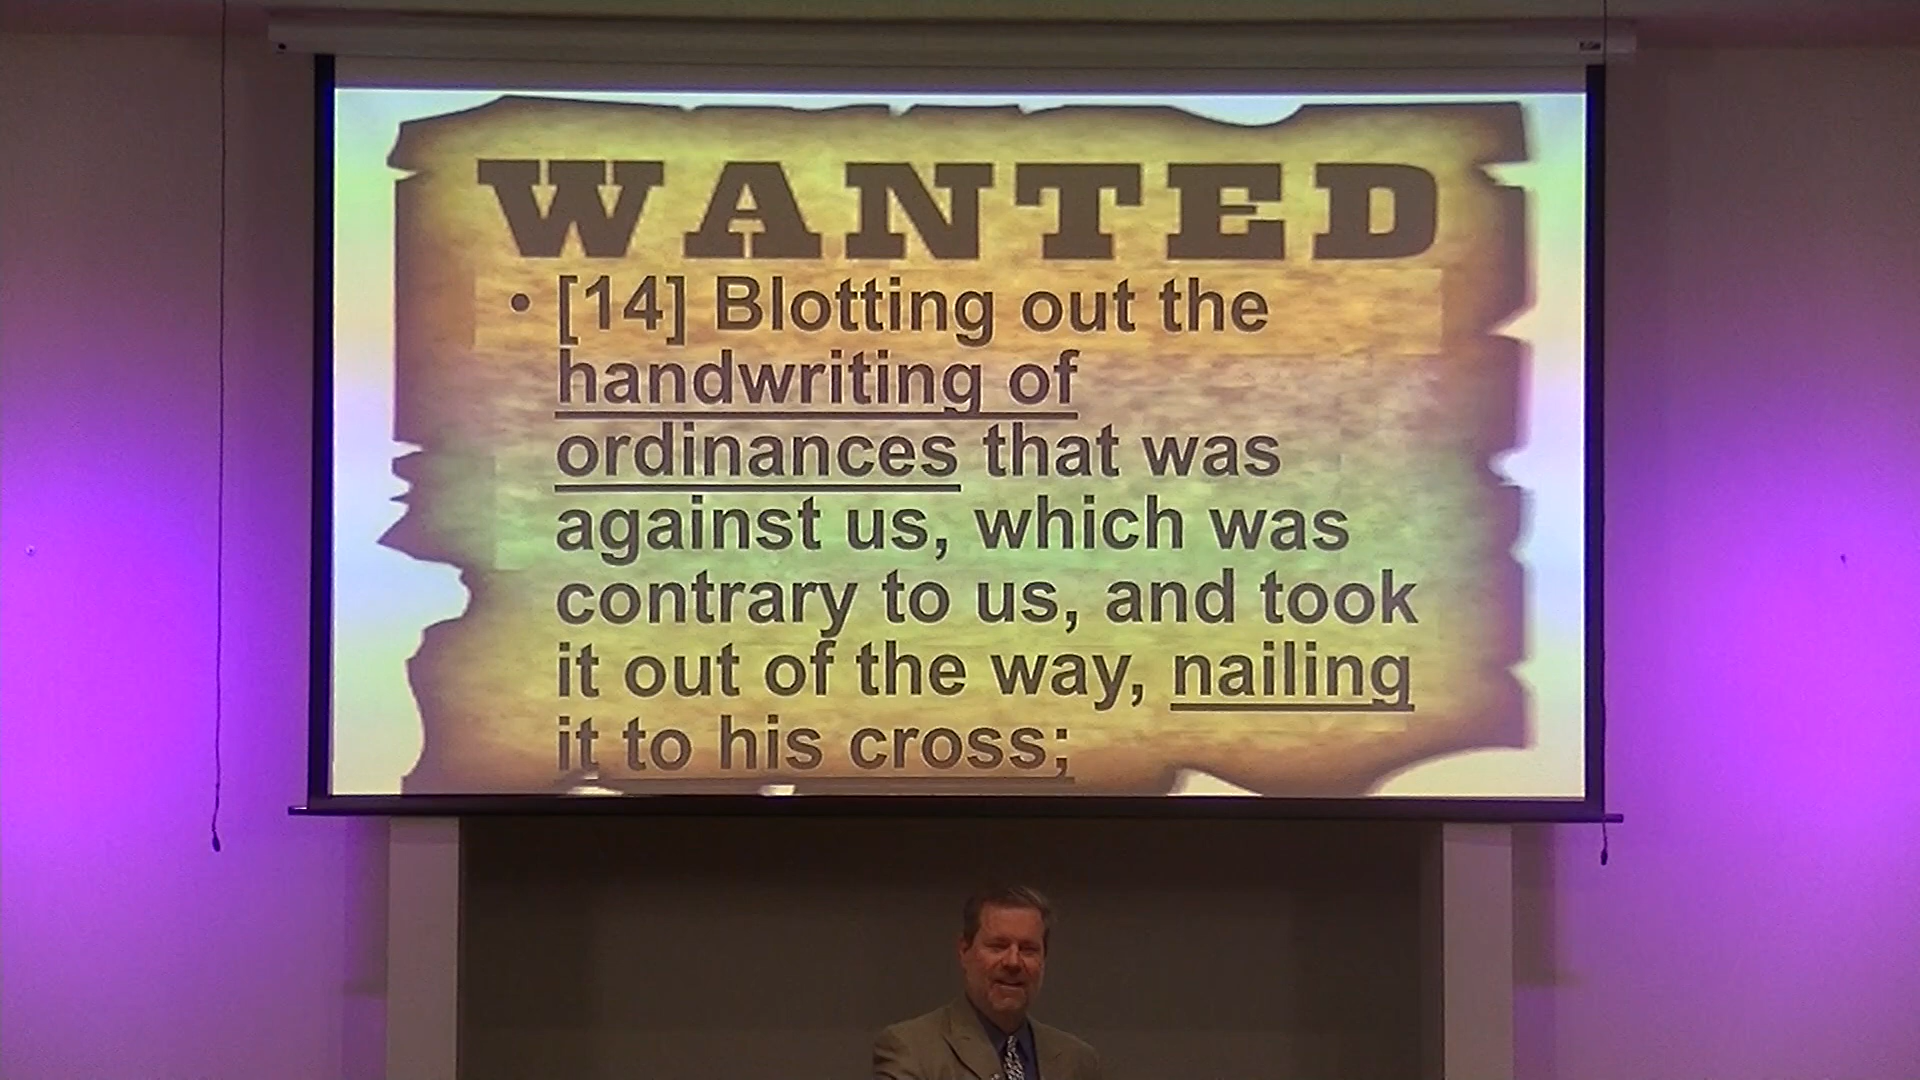 WANTED
• [14] Blotting out the
handwriting of
ordinances that was
against us, which was
contrary to us, and took
it out of the way, nailing
it to his cross;